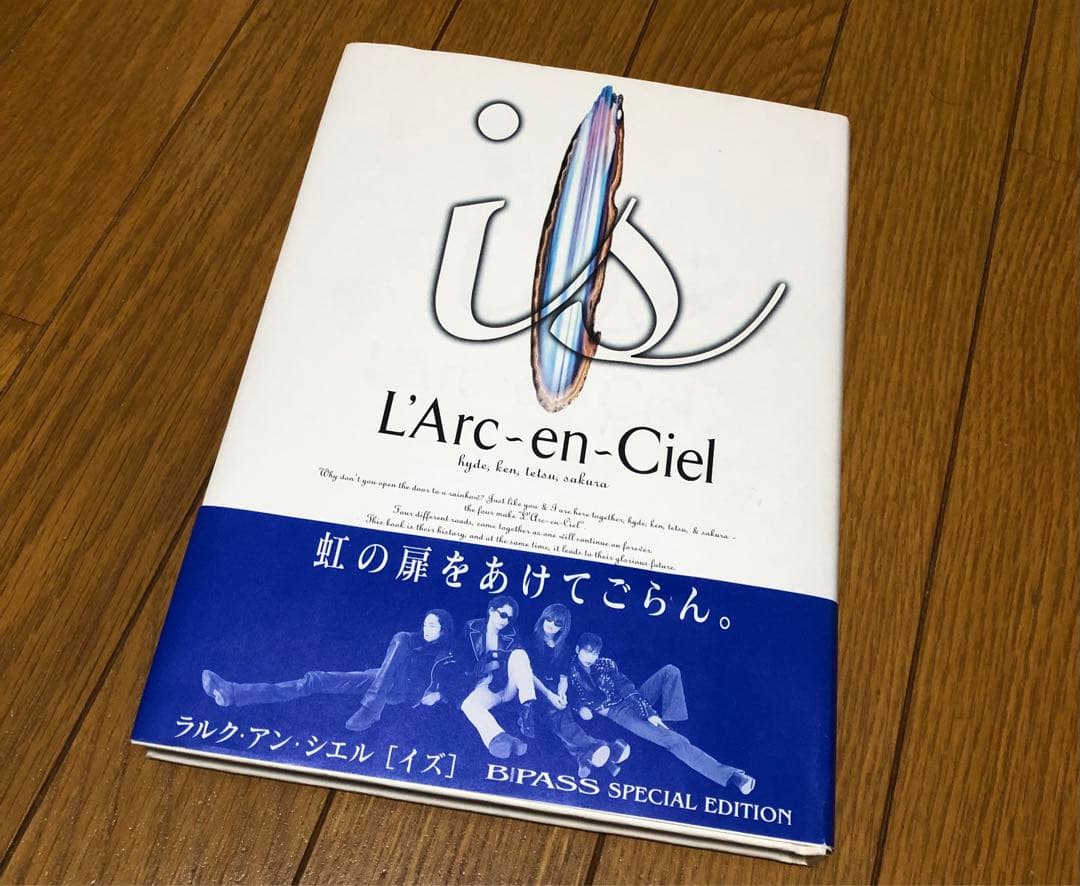 is
L'Arc~en~Ciel
hyde, ken, tetsu, sakura
Why don't you open the door to a rainbow? Just like you & I are here together, hyde, ken, tetsu, & sakura -
the four make "L'Arc-en-Ciel".
Four different roads, come together as one will continue on forever.
This book is their history, and at the same time, it leads to their glorious future.
虹の扉をあけてごらん。
ラルク・アン・シエル [イズ]
B-PASS SPECIAL EDITION